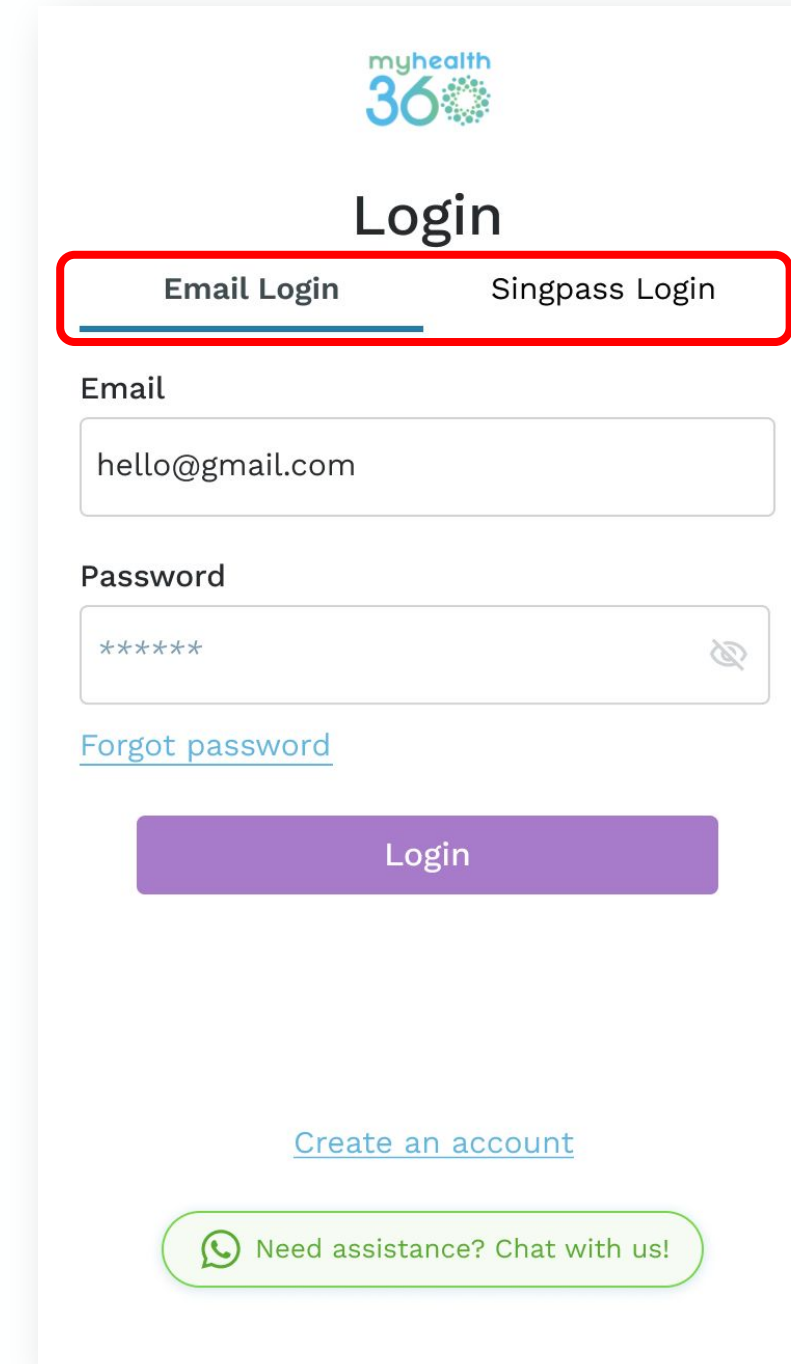 myhealth
360
Login
Email Login Singpass Login
Email
hello@gmail.com
Password
******
Forgot password
Login
Create an account
Need assistance? Chat with us!